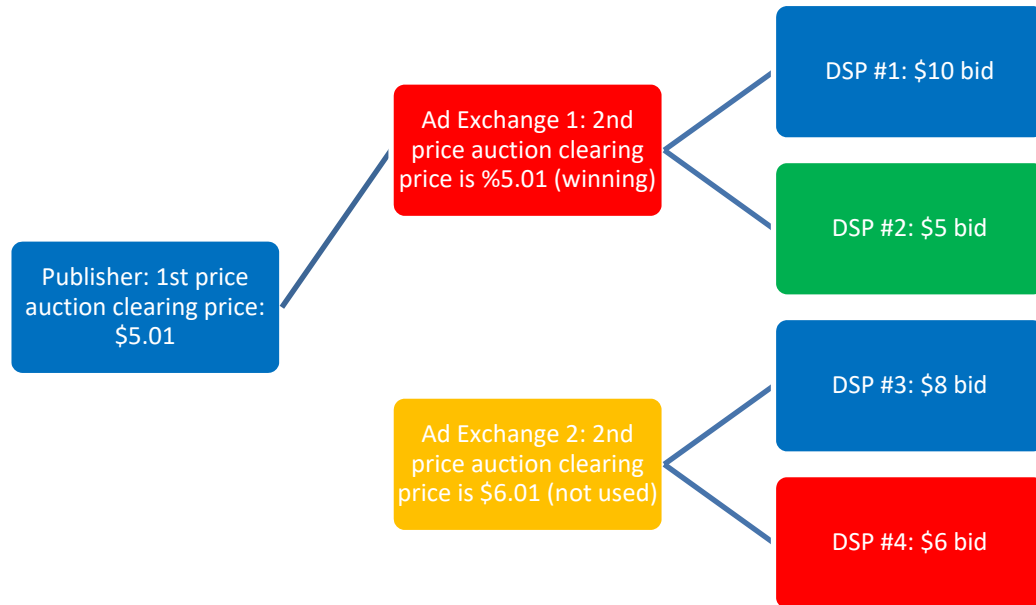 Publisher: 1st price
auction clearing price:
$5.01
Ad Exchange 1: 2nd
price auction clearing
price is %5.01 (winning)
DSP #1: $10 bid
DSP #2: $5 bid
Ad Exchange 2: 2nd
price auction clearing
price is $6.01 (not used)
DSP #3: $8 bid
DSP #4: $6 bid